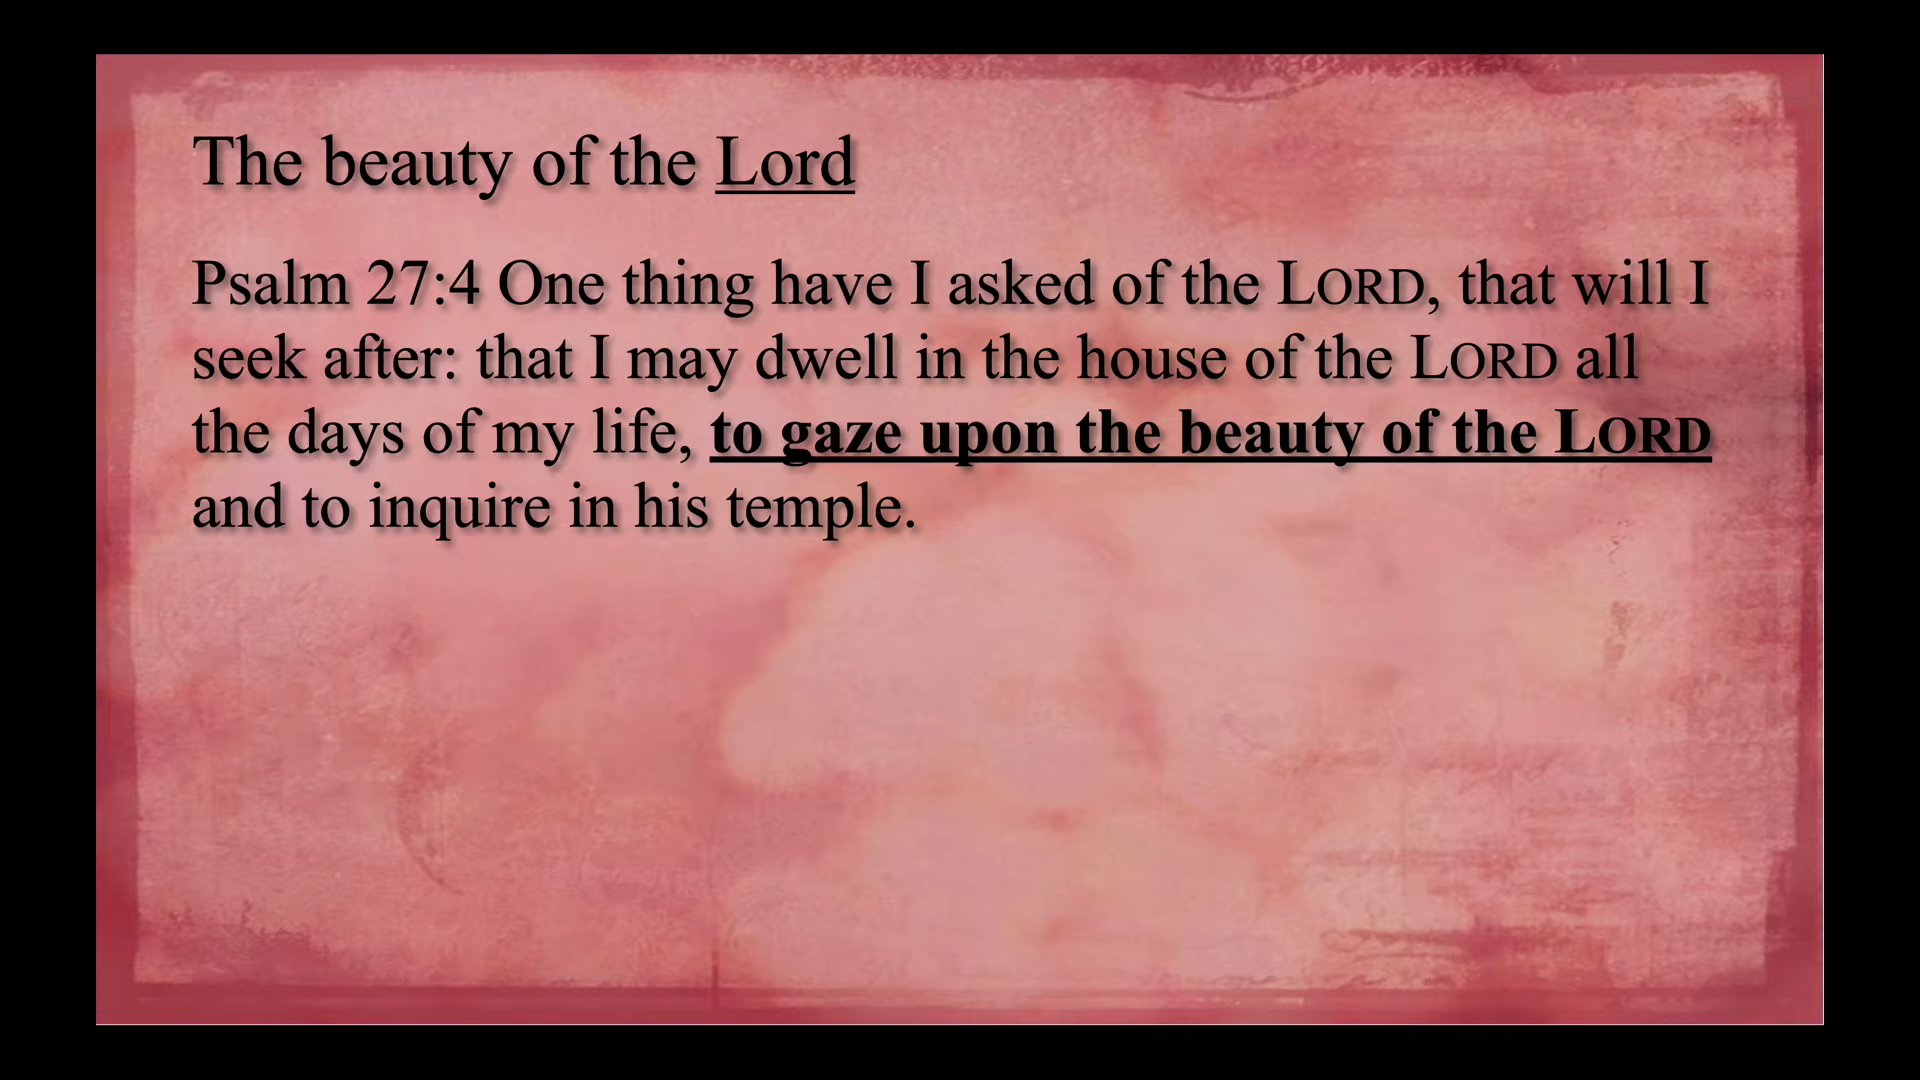 The beauty of the Lord
Psalm 27:4 One thing have I asked of the LORD, that will I
seek after: that I may dwell in the house of the LORD all
the days of my life, to gaze upon the beauty of the LORD
and to inquire in his temple.